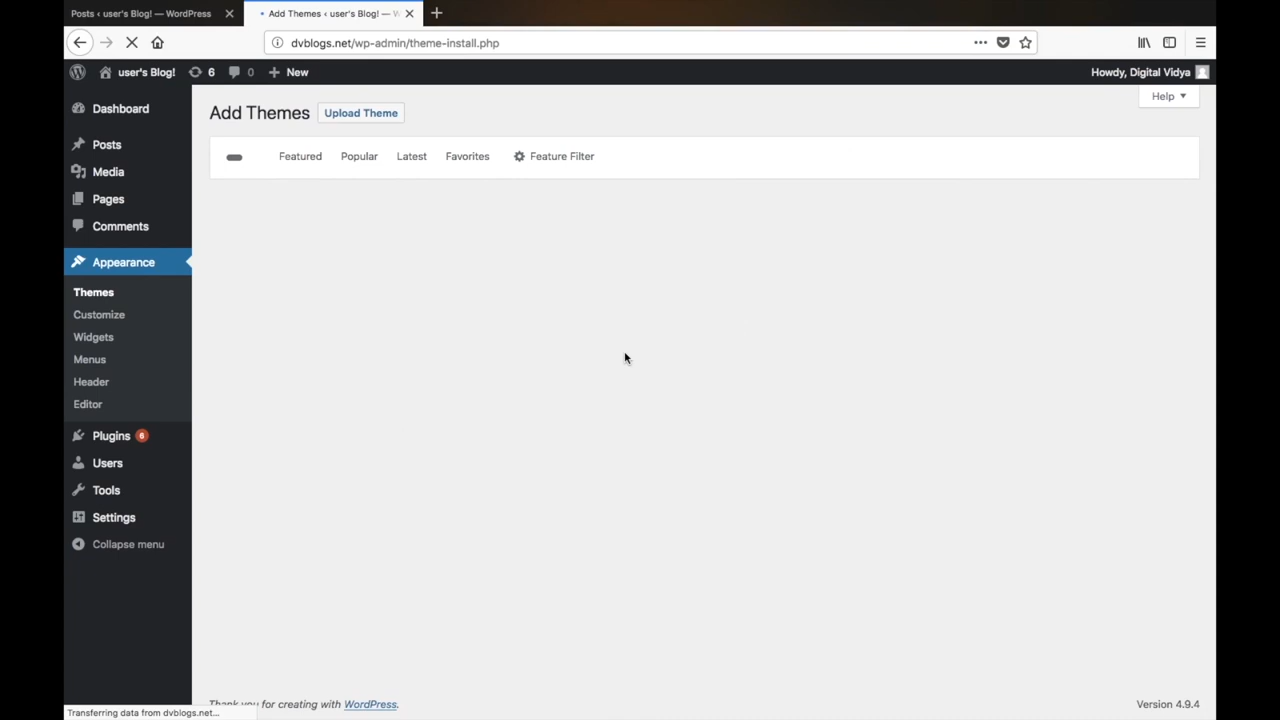 Posts ‹ user's Blog! — WordPress
Add Themes ‹ user's Blog! —
dvblogs.net/wp-admin/theme-install.php
user's Blog! 6 0 New
Howdy, Digital Vidya
Help
Dashboard
Posts
Media
Pages
Comments
Appearance
Themes
Customize
Widgets
Menus
Header
Editor
Plugins 6
Users
Tools
Settings
Collapse menu
Add Themes Upload Theme
Featured Popular Latest Favorites Feature Filter
Thank you for creating with WordPress.
Version 4.9.4
Transferring data from dvblogs.net...